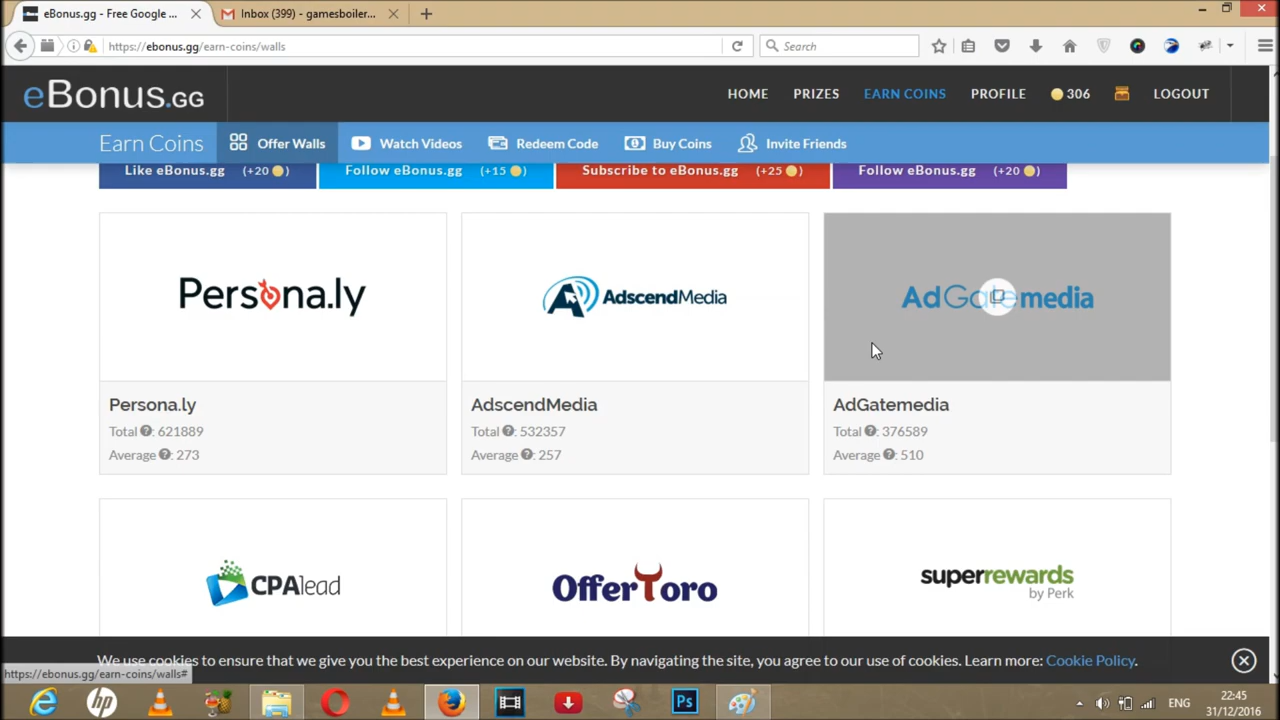 eBonus.gg - Free Google ...
Inbox (399) - gamesboiler...
https://ebonus.gg/earn-coins/walls
Search
eBonus.GG
HOME
PRIZES
EARN COINS
PROFILE
306
LOGOUT
Earn Coins
Offer Walls
Watch Videos
Redeem Code
Buy Coins
Invite Friends
Like eBonus.gg (+20)
Follow eBonus.gg (+15)
Subscribe to eBonus.gg (+25)
Follow eBonus.gg (+20)
Persona.ly
AdscendMedia
AdGatemedia
Persona.ly
Total : 621889
Average : 273
AdscendMedia
Total : 532357
Average : 257
AdGatemedia
Total : 376589
Average : 510
CPAlead
OfferToro
superrewards
by Perk
We use cookies to ensure that we give you the best experience on our website. By navigating the site, you agree to our use of cookies. Learn more: Cookie Policy.
https://ebonus.gg/earn-coins/walls#
hp
Ps
ENG
22:45
31/12/2016